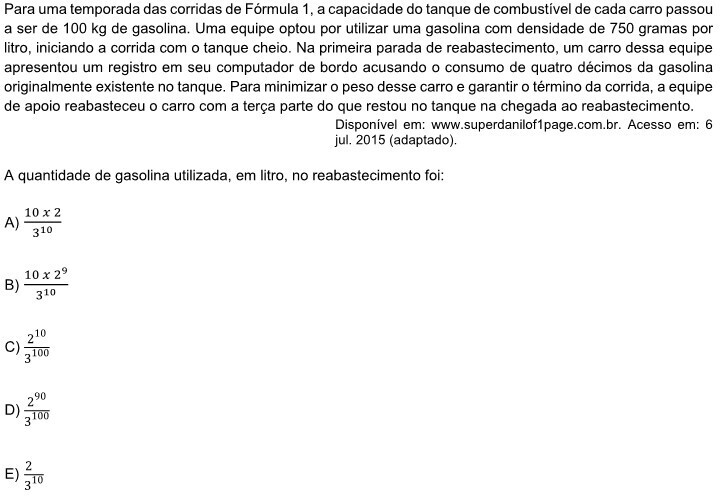 Para uma temporada das corridas de Fórmula 1, a capacidade do tanque de combustível de cada carro passou
a ser de 100 kg de gasolina. Uma equipe optou por utilizar uma gasolina com densidade de 750 gramas por
litro, iniciando a corrida com o tanque cheio. Na primeira parada de reabastecimento, um carro dessa equipe
apresentou um registro em seu computador de bordo acusando o consumo de quatro décimos da gasolina
originalmente existente no tanque. Para minimizar o peso desse carro e garantir o término da corrida, a equipe
de apoio reabasteceu o carro com a terça parte do que restou no tanque na chegada ao reabastecimento.
Disponível em: www.superdanilof1page.com.br. Acesso em: 6
jul. 2015 (adaptado).
A quantidade de gasolina utilizada, em litro, no reabastecimento foi:
A) \frac{10 x 2}{3^{10}}
B) \frac{10 x 2^{9}}{3^{10}}
C) \frac{2^{10}}{3^{100}}
D) \frac{2^{90}}{3^{100}}
E) \frac{2}{3^{10}}